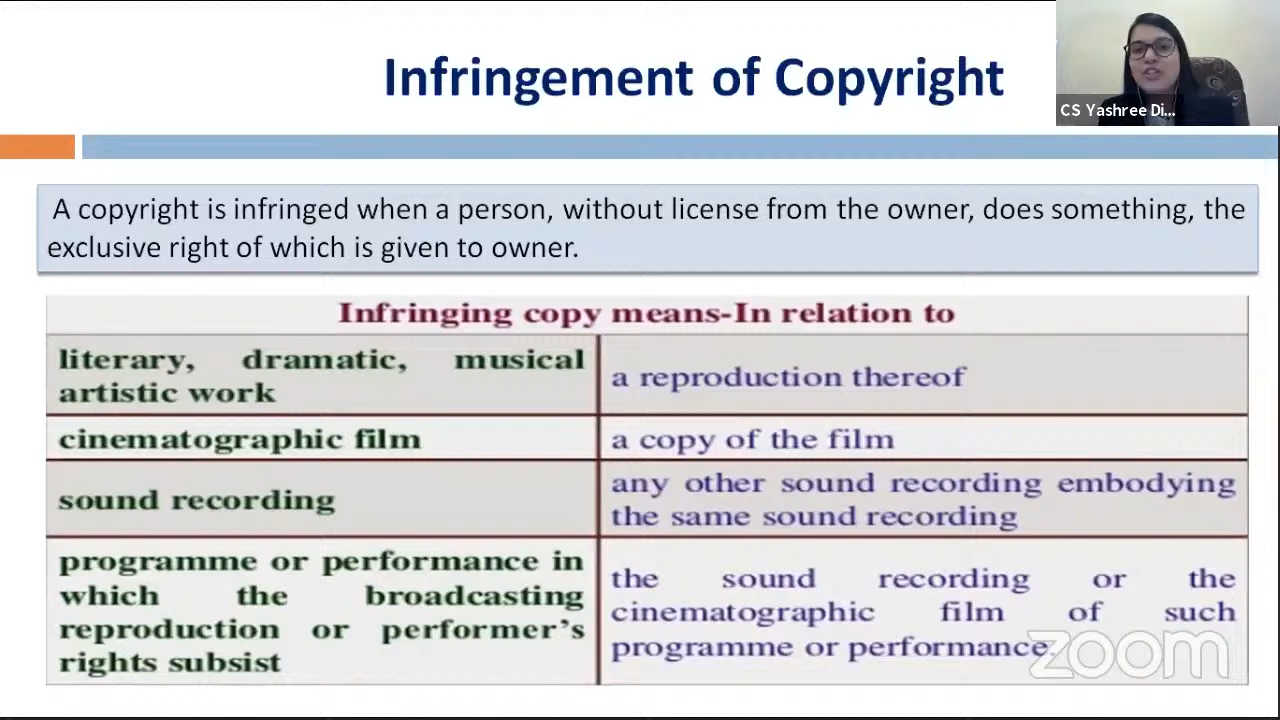 Infringement of Copyright
CS Yashree Di...
A copyright is infringed when a person, without license from the owner, does something, the
exclusive right of which is given to owner.
Infringing copy means-In relation to
literary, dramatic, musical
artistic work
a reproduction thereof
cinematographic film
a copy of the film
sound recording
any other sound recording embodying
the same sound recording
programme or performance in
which the broadcasting
reproduction or performer's
rights subsist
the sound recording or the
cinematographic film of such
programme or performance.
zoom